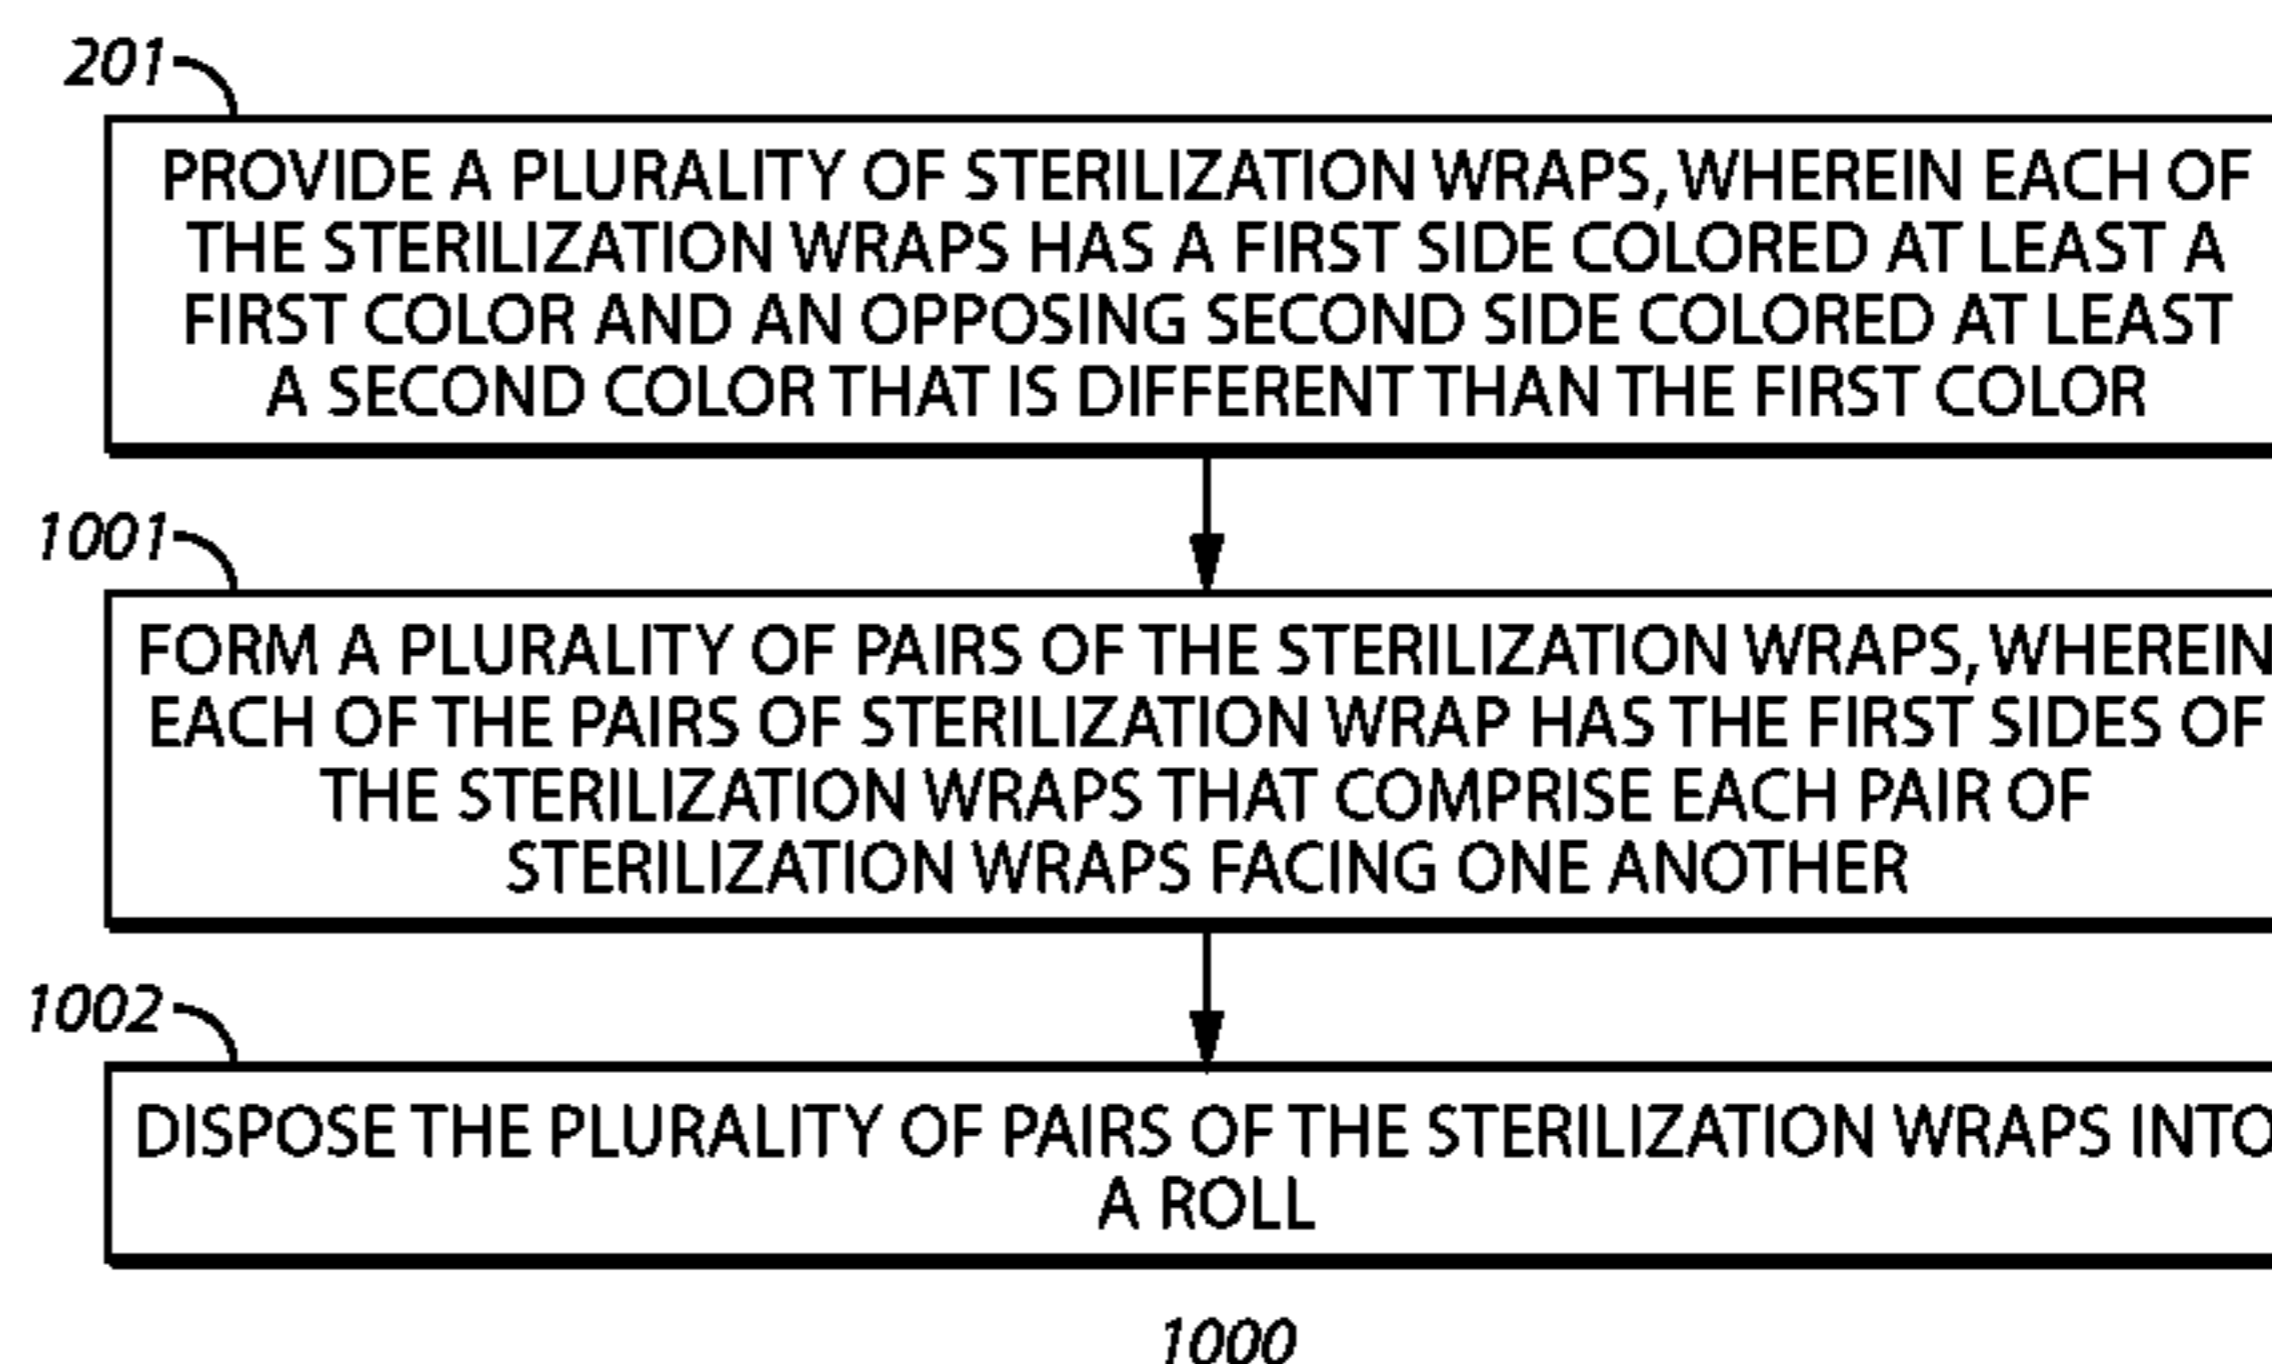 201
PROVIDE A PLURALITY OF STERILIZATION WRAPS, WHEREIN EACH OF
THE STERILIZATION WRAPS HAS A FIRST SIDE COLORED AT LEAST A
FIRST COLOR AND AN OPPOSING SECOND SIDE COLORED AT LEAST
A SECOND COLOR THAT IS DIFFERENT THAN THE FIRST COLOR
1001
FORM A PLURALITY OF PAIRS OF THE STERILIZATION WRAPS, WHEREIN
EACH OF THE PAIRS OF STERILIZATION WRAP HAS THE FIRST SIDES OF
THE STERILIZATION WRAPS THAT COMPRISE EACH PAIR OF
STERILIZATION WRAPS FACING ONE ANOTHER
1002
DISPOSE THE PLURALITY OF PAIRS OF THE STERILIZATION WRAPS INTO
A ROLL
1000